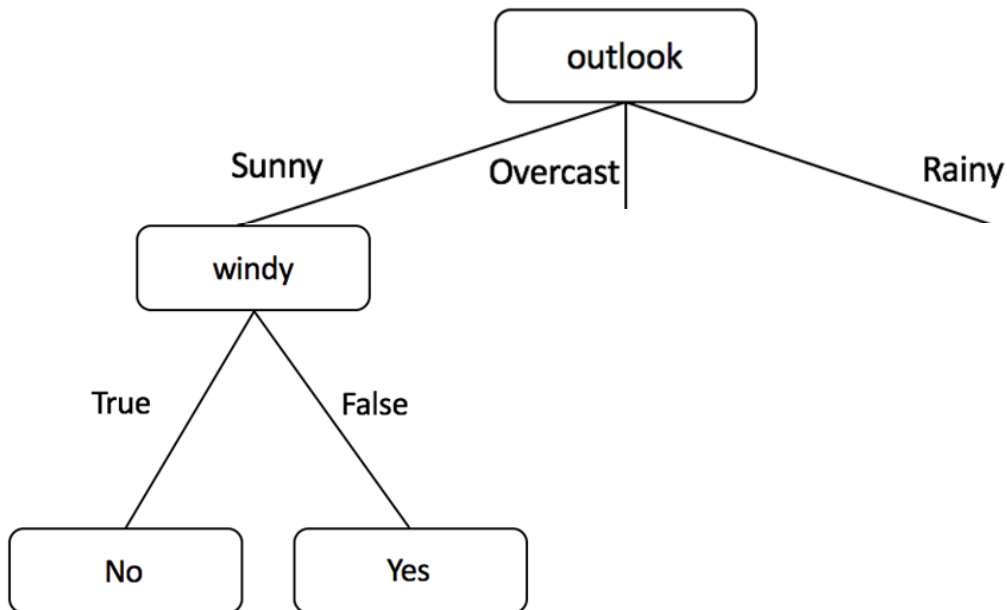 outlook
Sunny
Overcast
Rainy
windy
True
False
No
Yes